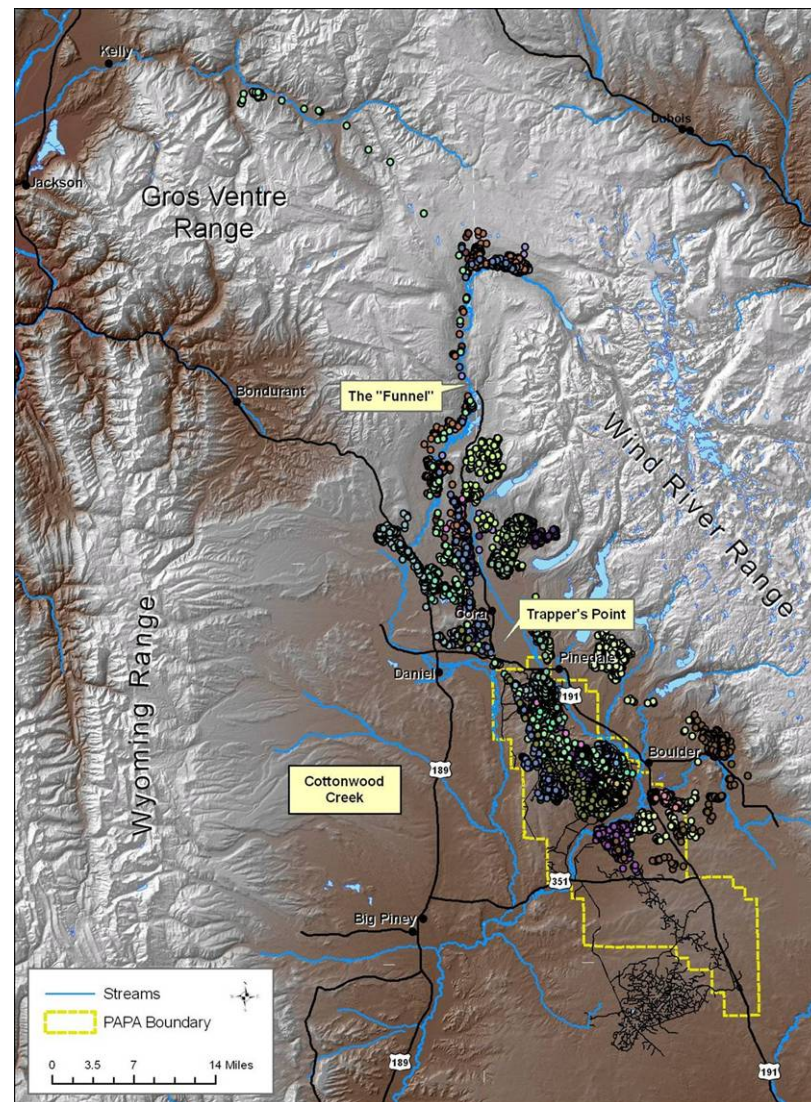 Kelly
Dubois
Jackson
Gros Ventre
Range
The "Funnel"
Bondurant
Wind River Range
Wyoming Range
Cora
Trapper's Point
Pinedale
Daniel
191
Boulder
189
Cottonwood
Creek
351
Big Piney
Streams
PAPA Boundary
0 3.5 7 14 Miles
189
191